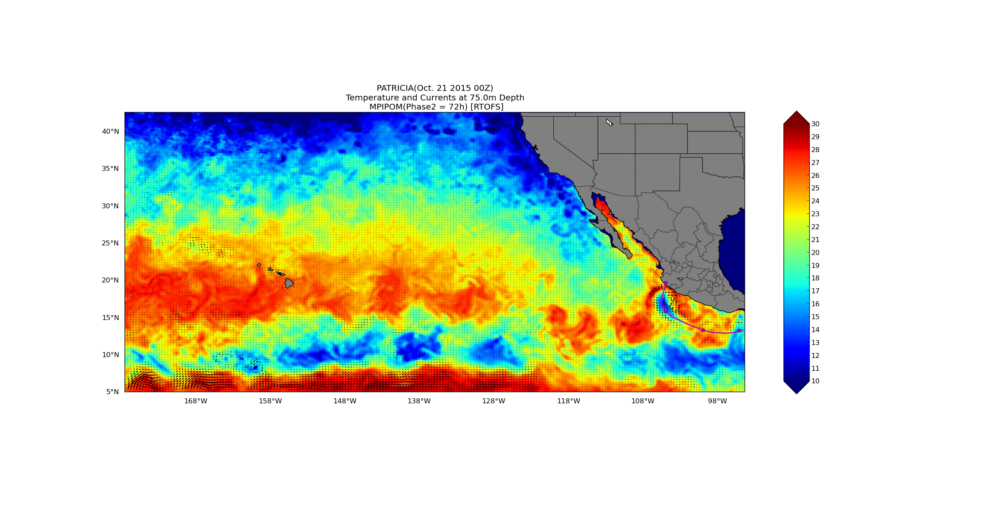 PATRICIA(Oct. 21 2015 00Z)
Temperature and Currents at 75.0m Depth
MPIPOM(Phase2 = 72h) [RTOFS]
40°N
35°N
30°N
25°N
20°N
15°N
10°N
5°N
168°W
158°W
148°W
138°W
128°W
118°W
108°W
98°W
30
29
28
27
26
25
24
23
22
21
20
19
18
17
16
15
14
13
12
11
10